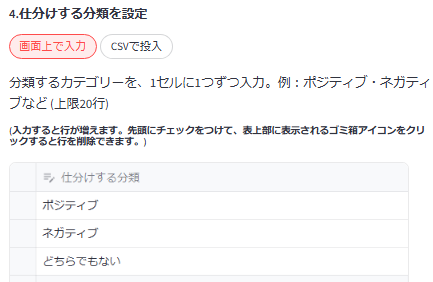 4.仕分けする分類を設定
画面上で入力
CSVで投入
分類するカテゴリーを、1セルに1つずつ入力。例：ポジティブ・ネガティ
ブなど (上限20行)
(入力すると行が増えます。先頭にチェックをつけて、表上部に表示されるゴミ箱アイコンをクリ
ックすると行を削除できます。)
仕分けする分類
ポジティブ
ネガティブ
どちらでもない